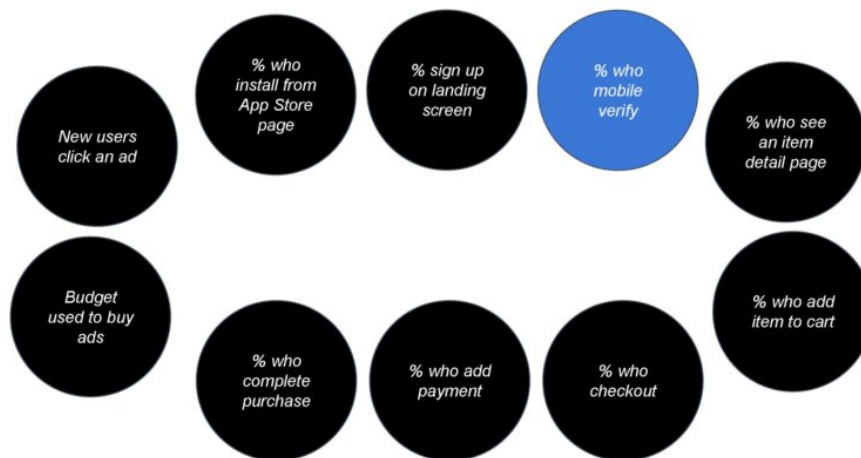 New users
click an ad
% who
install from
App Store
page
% sign up
on landing
screen
% who
mobile
verify
% who see
an item
detail page
% who add
item to cart
% who
checkout
% who add
payment
% who
complete
purchase
Budget
used to buy
ads